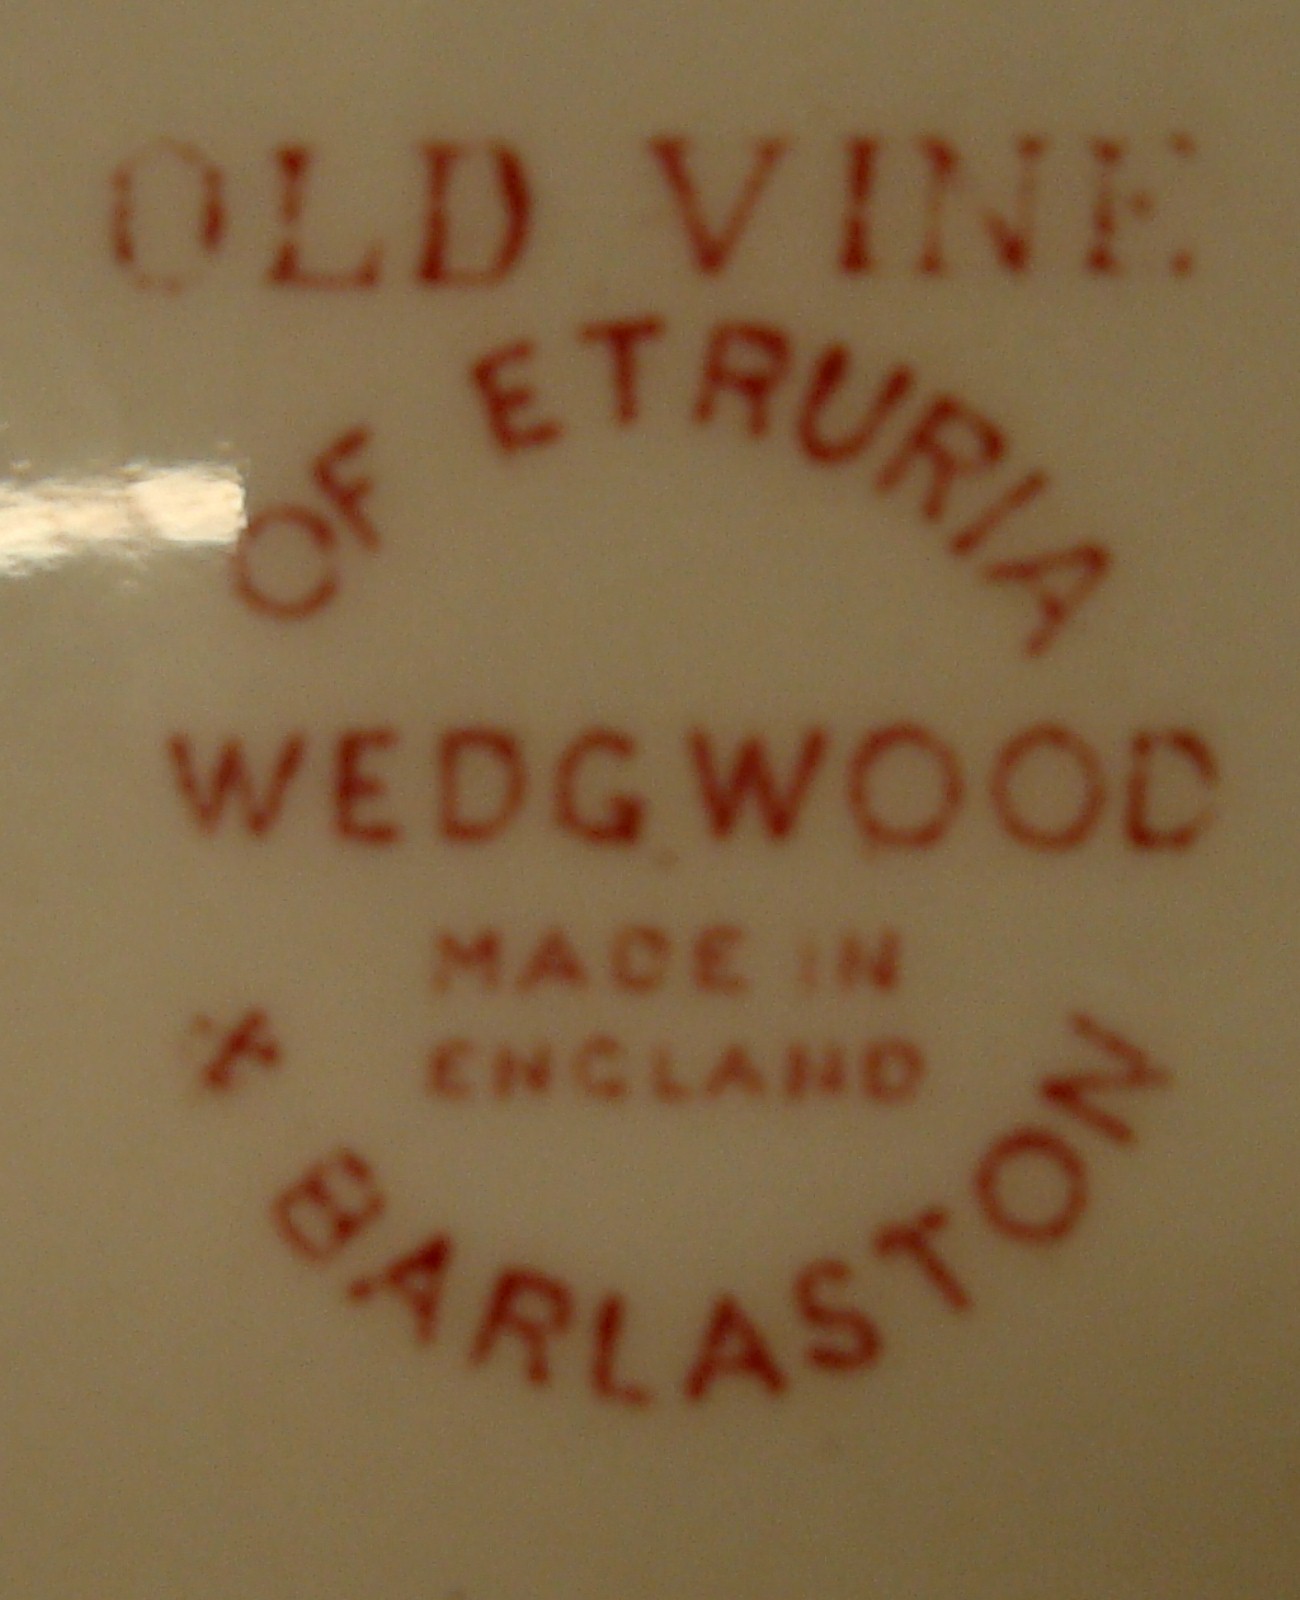 OLD VINE
OF ETRURIA
WEDGWOOD
MADE IN
ENGLAND
& BARLASTON